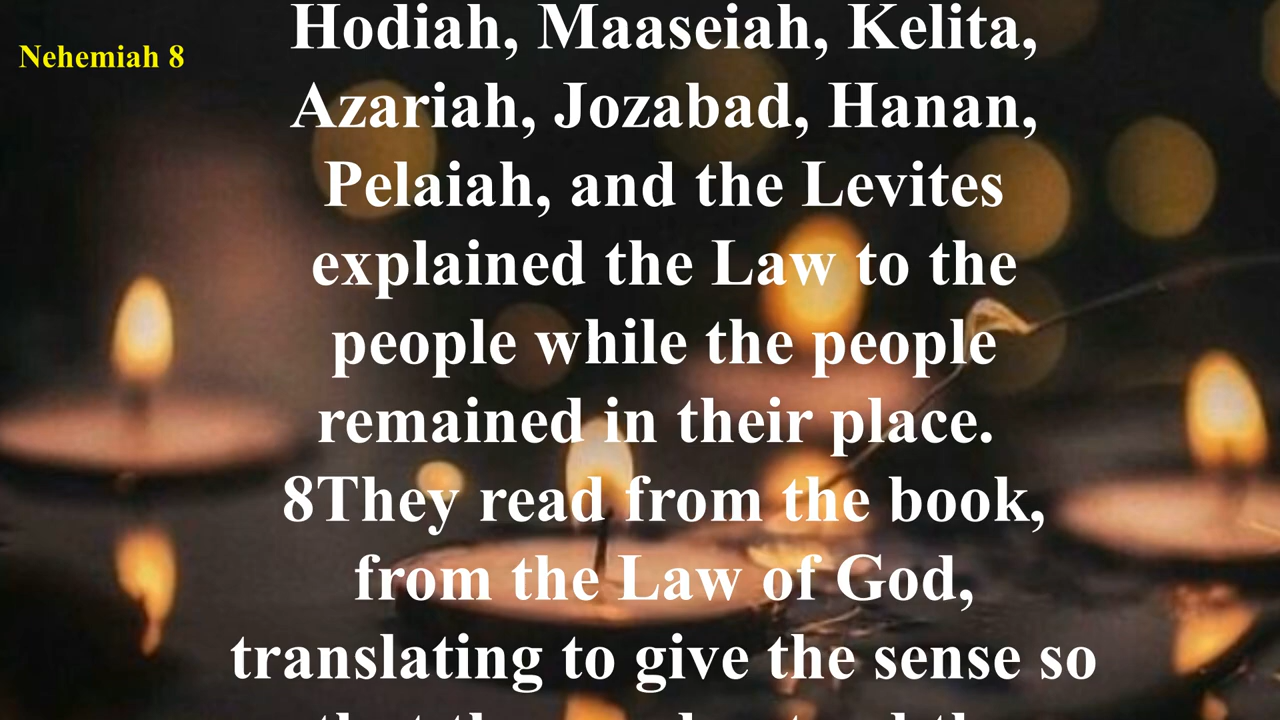 Nehemiah 8
Hodiah, Maaseiah, Kelita,
Azariah, Jozabad, Hanan,
Pelaiah, and the Levites
explained the Law to the
people while the people
remained in their place.
8They read from the book,
from the Law of God,
translating to give the sense so